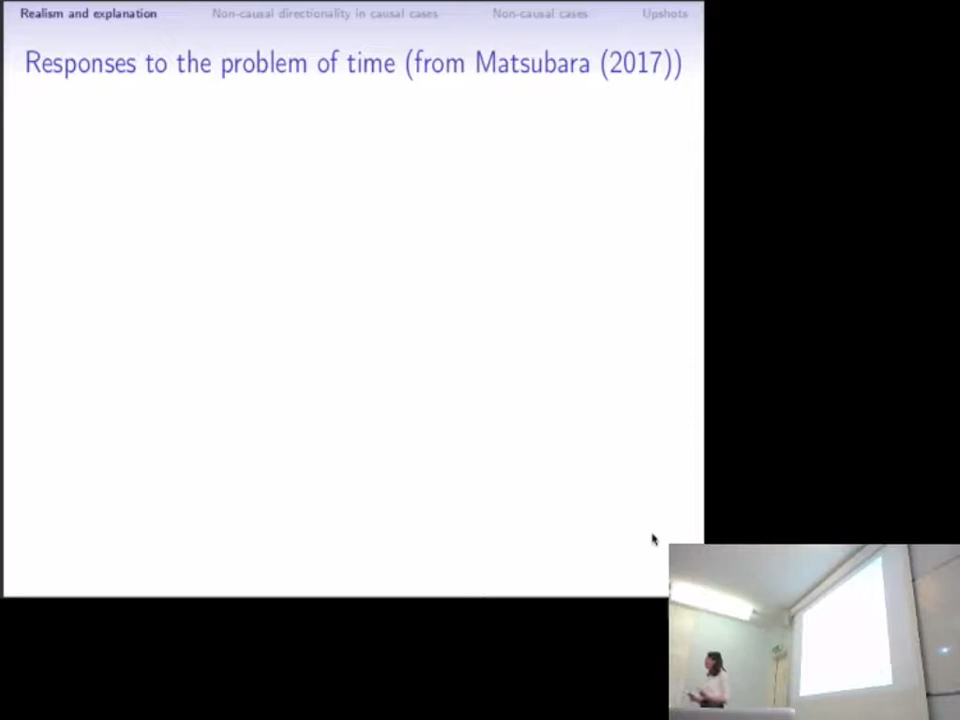 Realism and explanation Non-causal directionality in causal cases Non-causal cases Upshots
Responses to the problem of time (from Matsubara (2017))